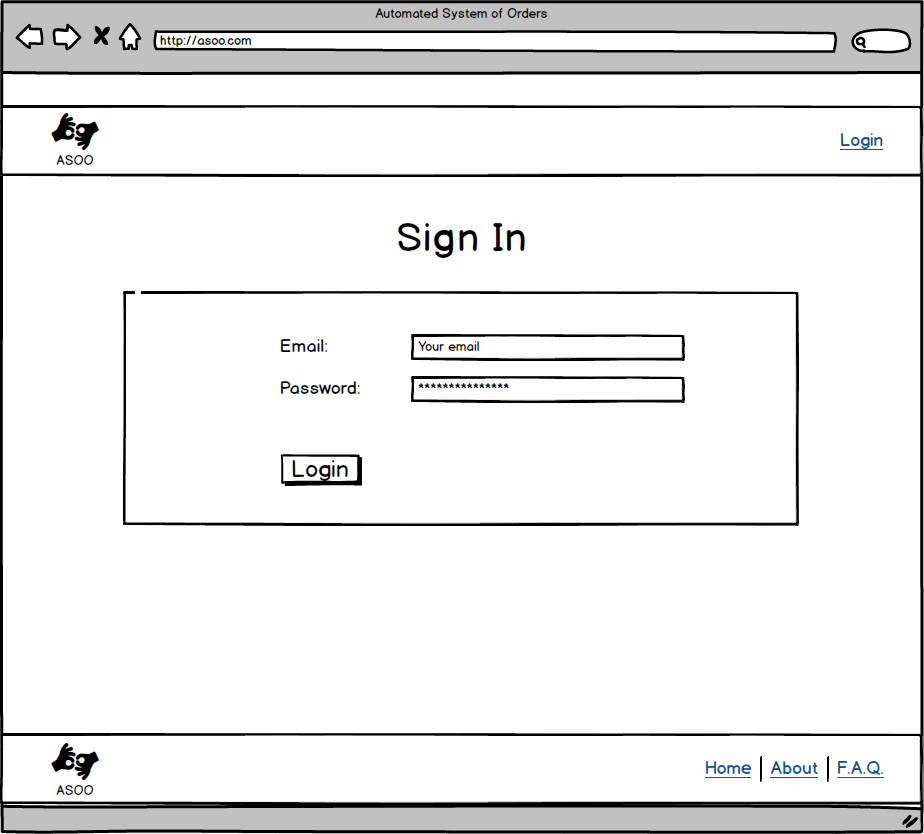 Automated System of Orders
http://asoo.com
ASOO
Login
Sign In
Email: Your email
Password: ***************
Login
ASOO
Home | About | F.A.Q.